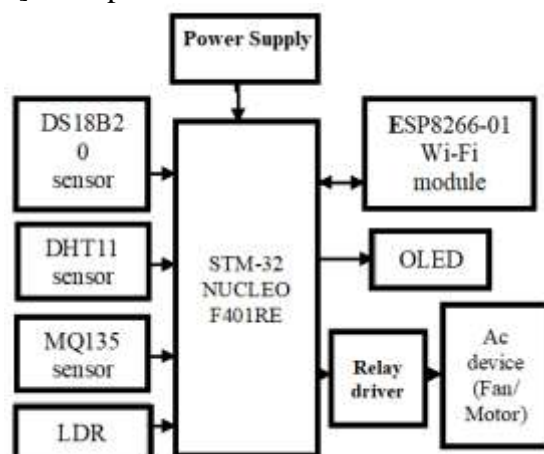 Power Supply
DS18B2
0
sensor
DHT11
sensor
MQ135
sensor
LDR
STM-32
NUCLEO
F401RE
ESP8266-01
Wi-Fi
module
OLED
Relay
driver
Ac
device
(Fan/
Motor)